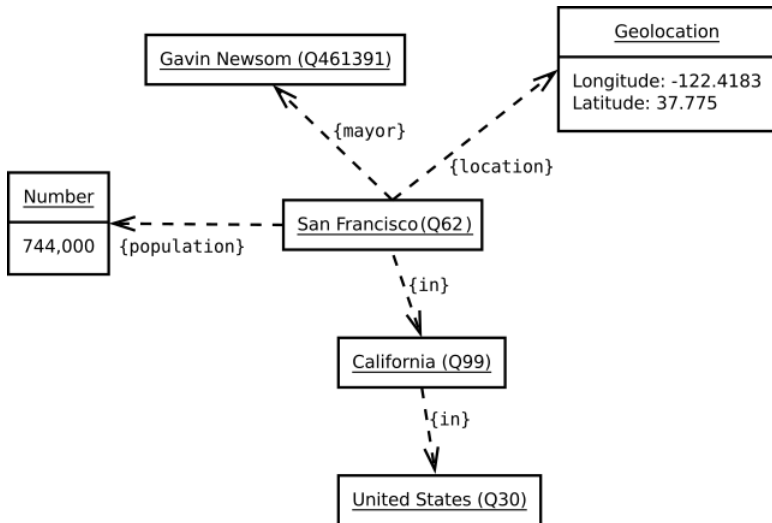 Geolocation
Gavin Newsom (Q461391)
Longitude: -122.4183
Latitude: 37.775
{mayor}
{location}
Number
San Francisco(Q62)
744,000
{population}
{in}
California (Q99)
{in}
United States (Q30)